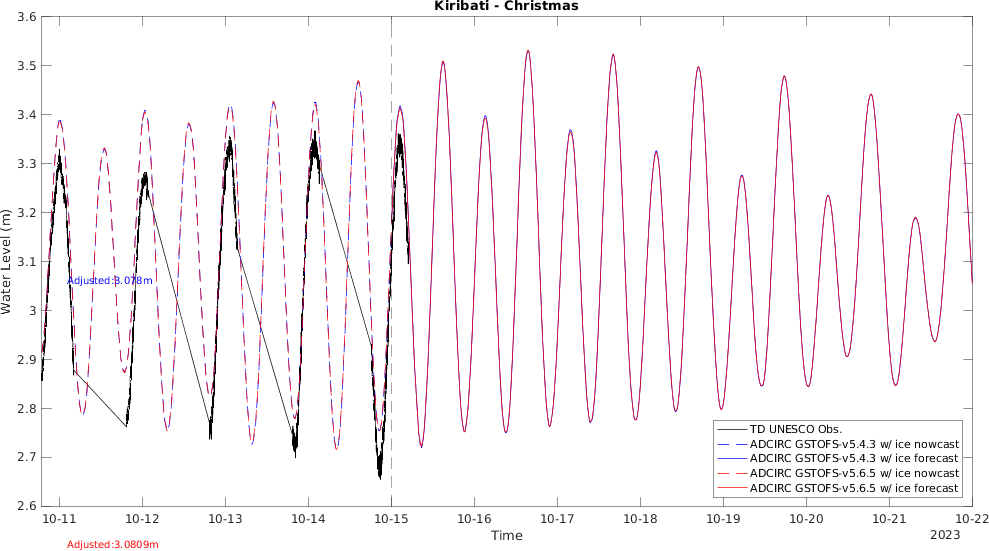 Kiribati - Christmas
3.6
3.5
3.4
3.3
3.2
3.1
3
2.9
2.8
2.7
2.6
Water Level (m)
Adjusted:3.078m
TD UNESCO Obs.
ADCIRC GSTOFS-v5.4.3 w/ ice nowcast
ADCIRC GSTOFS-v5.4.3 w/ ice forecast
ADCIRC GSTOFS-v5.6.5 w/ ice nowcast
ADCIRC GSTOFS-v5.6.5 w/ ice forecast
10-11 10-12 10-13 10-14 10-15 10-16 10-17 10-18 10-19 10-20 10-21 10-22
Time
2023
Adjusted:3.0809m